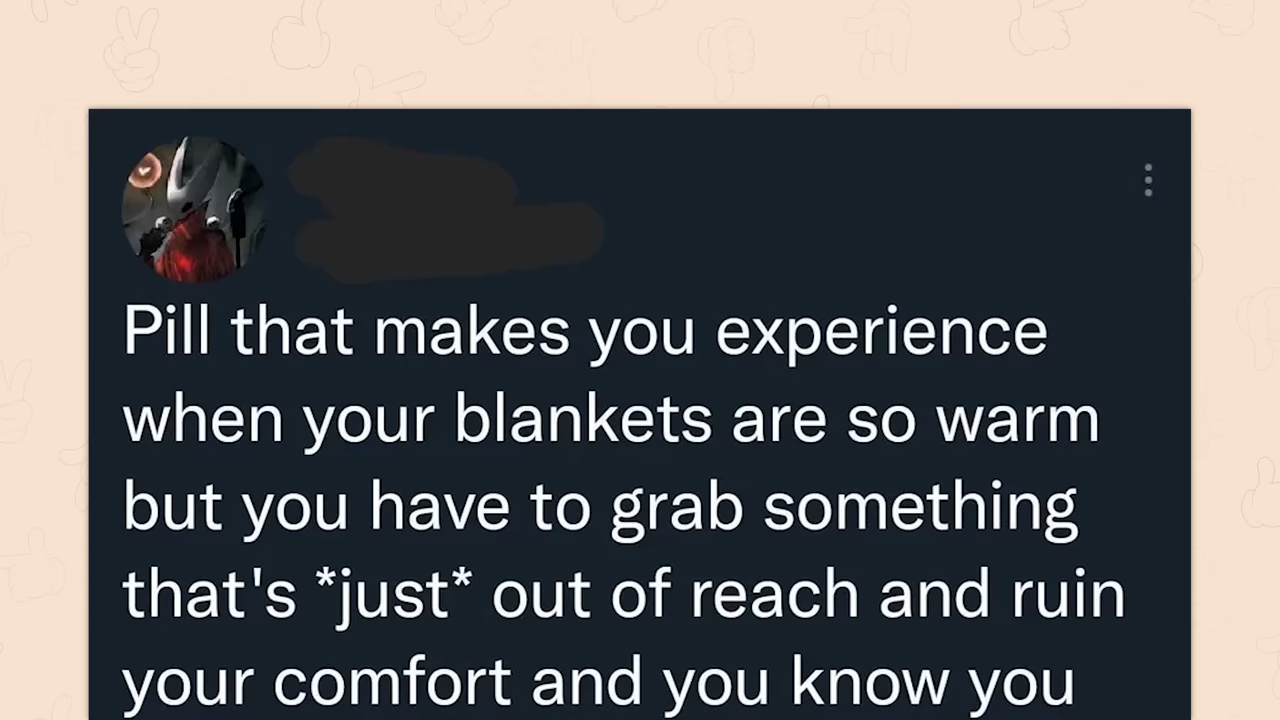 Pill that makes you experience
when your blankets are so warm
but you have to grab something
that's *just* out of reach and ruin
your comfort and you know you